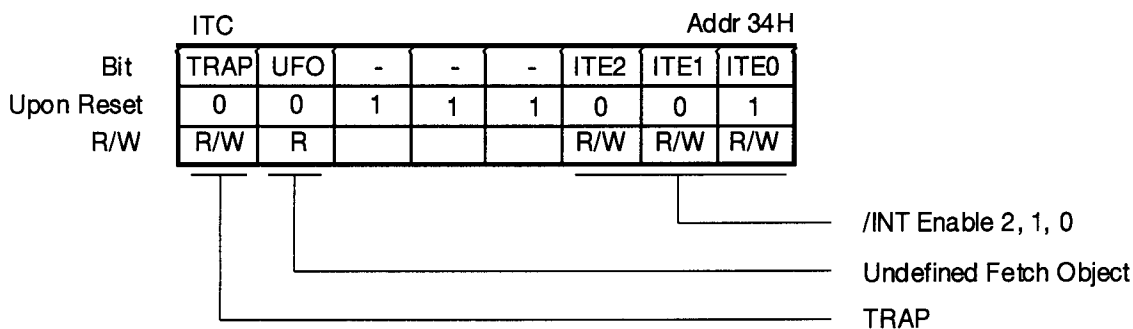 ITC Addr 34H
Bit TRAP UFO - - - ITE2 ITE1 ITE0
Upon Reset 0 0 1 1 1 0 0 1
R/W R/W R R/W R/W R/W
/INT Enable 2, 1, 0
Undefined Fetch Object
TRAP